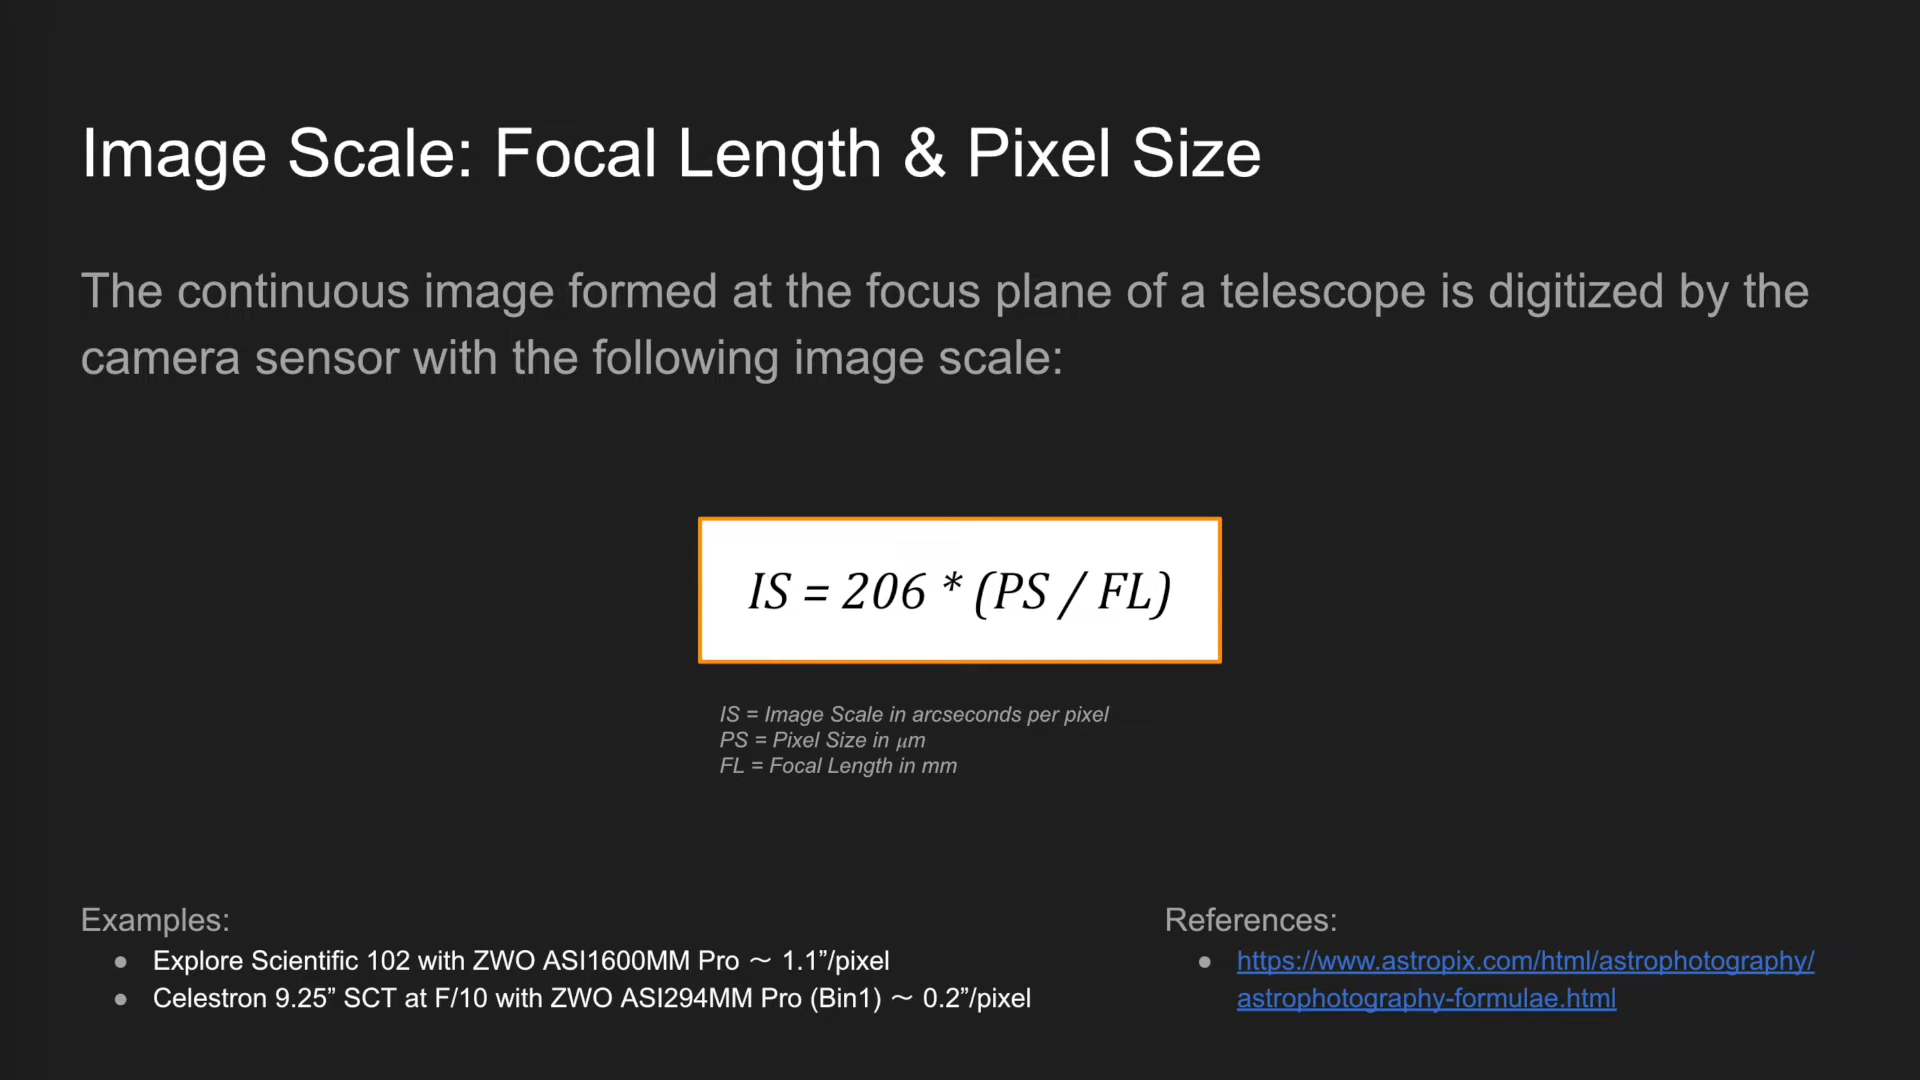 Image Scale: Focal Length & Pixel Size
The continuous image formed at the focus plane of a telescope is digitized by the
camera sensor with the following image scale:
IS = 206 * (PS / FL)
IS = Image Scale in arcseconds per pixel
PS = Pixel Size in μm
FL = Focal Length in mm
Examples:
● Explore Scientific 102 with ZWO ASI1600MM Pro ~ 1.1”/pixel
● Celestron 9.25” SCT at F/10 with ZWO ASI294MM Pro (Bin1) ~ 0.2”/pixel
References:
● https://www.astropix.com/html/astrophotography/
astrophotography-formulae.html